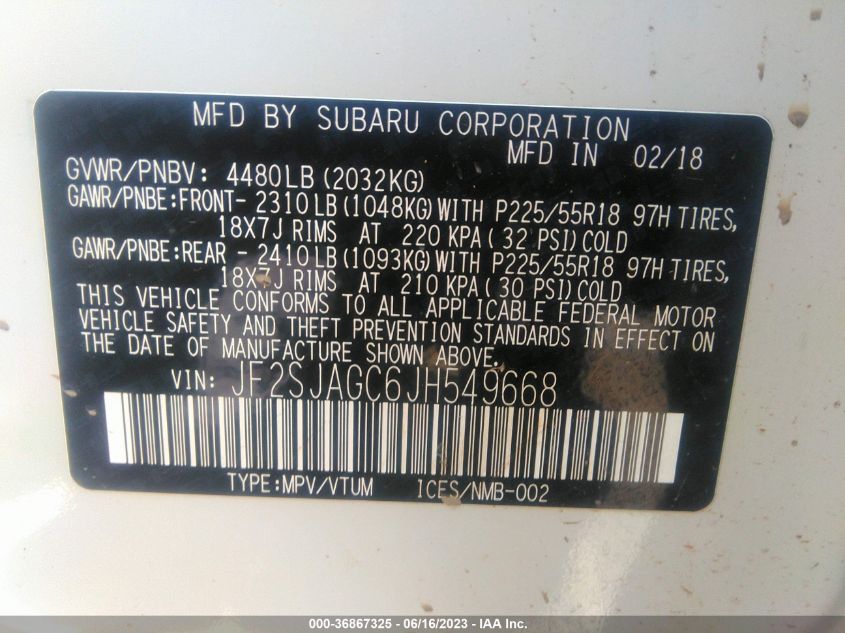 MFD BY SUBARU CORPORATION
MFD IN 02/18
GVWR/PNBV: 4480LB (2032KG)
GAWR/PNBE:FRONT- 2310LB (1048KG) WITH P225/55R18 97H TIRES,
18X7J RIMS AT 220 KPA ( 32 PSI) COLD
GAWR/PNBE:REAR - 2410LB (1093KG) WITH P225/55R18 97H TIRES,
18X7J RIMS AT 210 KPA ( 30 PSI) COLD
THIS VEHICLE CONFORMS TO ALL APPLICABLE FEDERAL MOTOR
VEHICLE SAFETY AND THEFT PREVENTION STANDARDS IN EFFECT ON
THE DATE OF MANUFACTURE SHOWN ABOVE.
VIN: JF2SJAGC6JH549668
TYPE:MPV/VTUM ICES/NMB-002
000-36867325 - 06/16/2023 - IAA Inc.